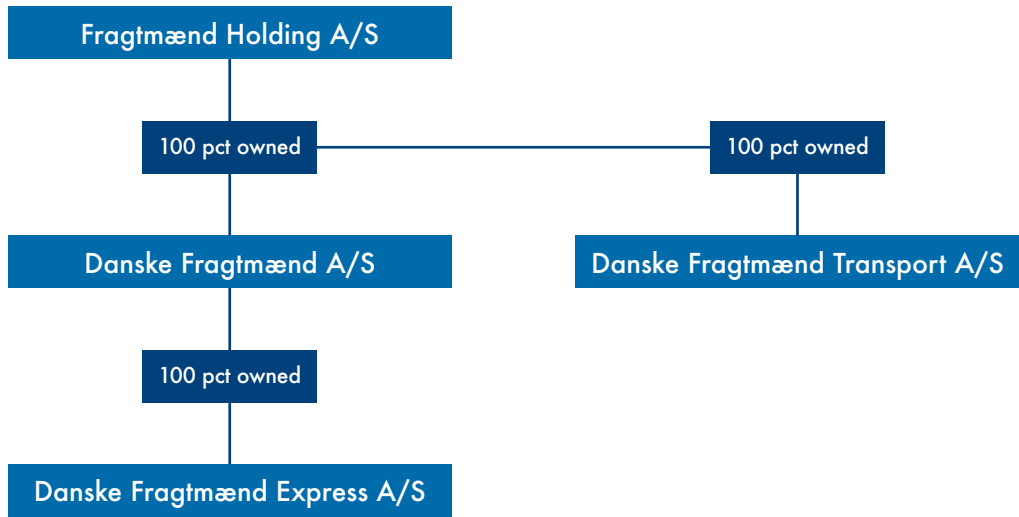 Fragtmænd Holding A/S
100 pct owned
100 pct owned
Danske Fragtmænd A/S
Danske Fragtmænd Transport A/S
100 pct owned
Danske Fragtmænd Express A/S